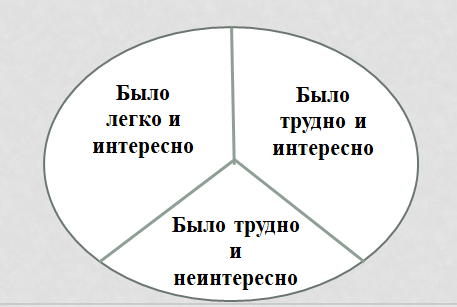 Было
легко и
интересно
Было
трудно и
интересно
Было трудно
и
неинтересно